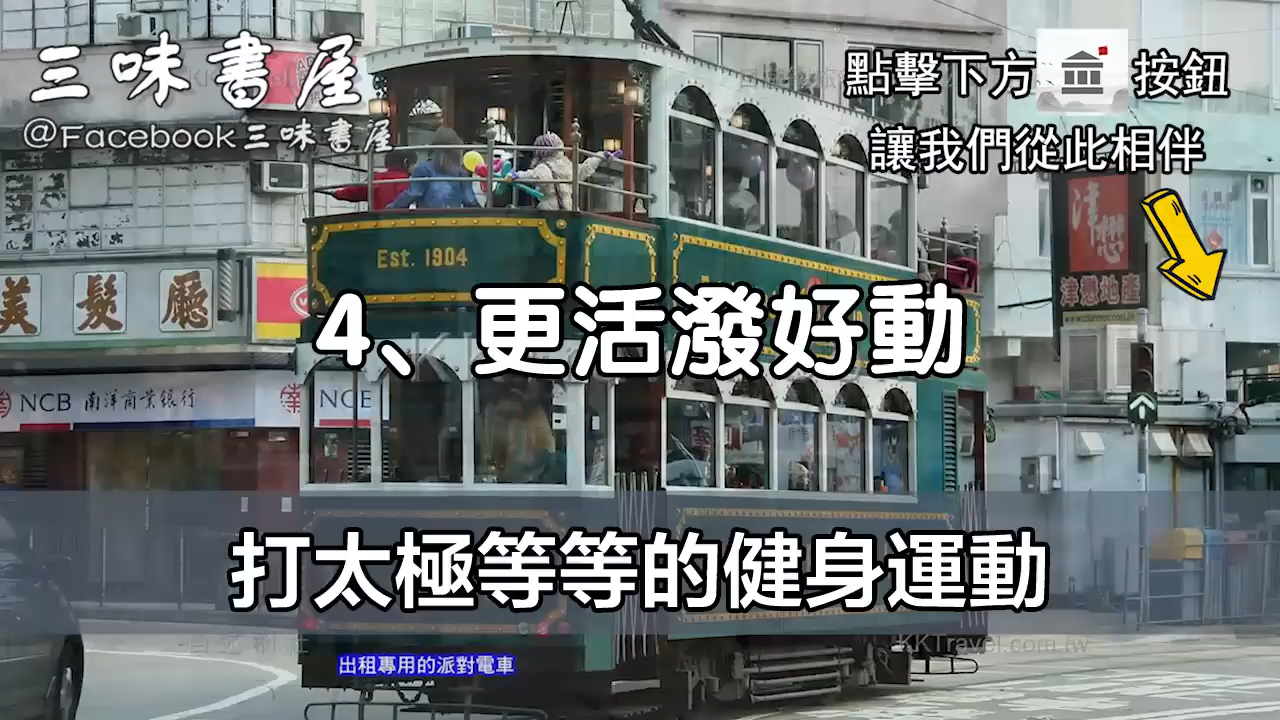 三味書屋
@Facebook三味書屋
點擊下方 按鈕
讓我們從此相伴
津懋
津懋地產
Est. 1904
美髮廳
4、更活潑好動
NCB 南洋商業銀行
NCB
打太極等等的健身運動
KKTravel.com.tw
出租專用的派對電車